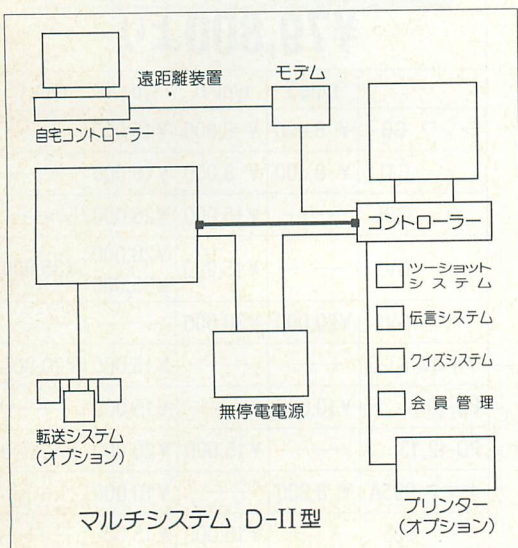 遠距離装置
モデム
自宅コントローラー
コントローラー
ツーショット
システム
伝言システム
クイズシステム
会員管理
無停電電源
転送システム
(オプション)
プリンター
(オプション)
マルチシステム D-II型